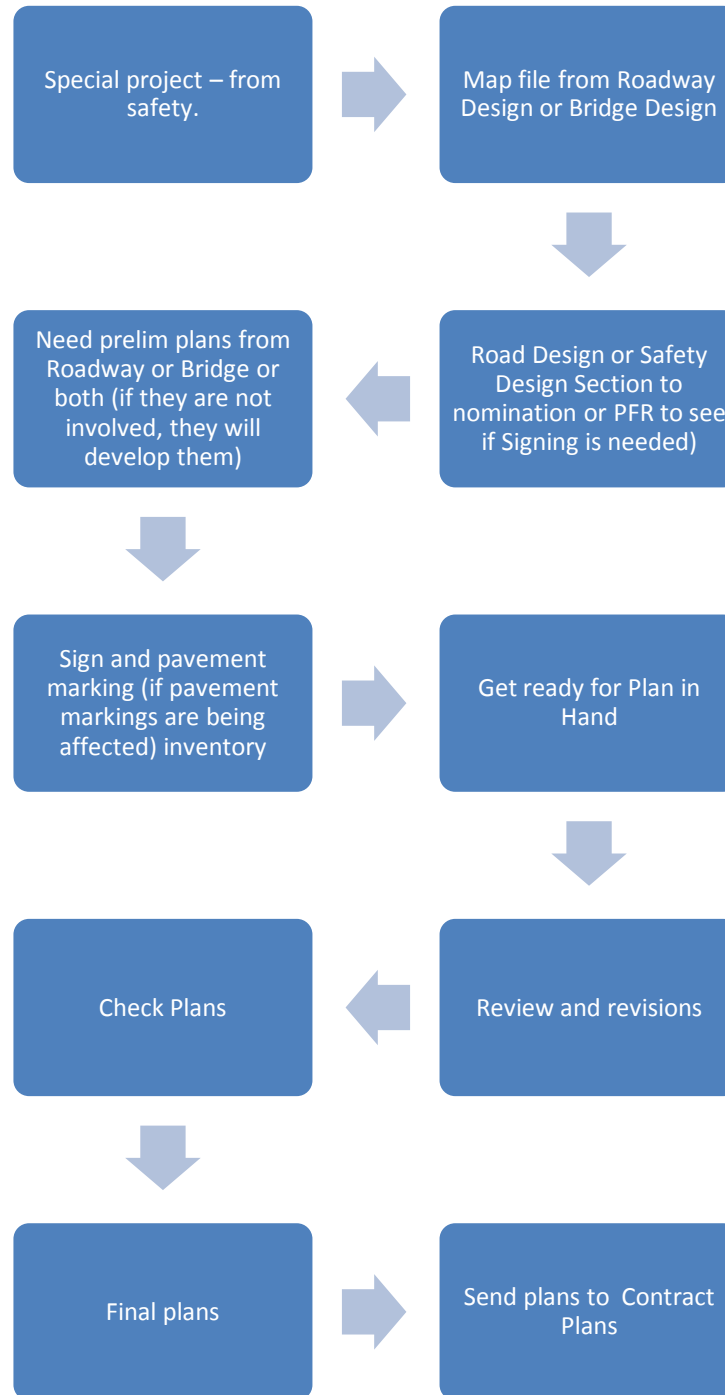 Special project – from
safety.
Map file from Roadway
Design or Bridge Design
Road Design or Safety
Design Section to
nomination or PFR to see
if Signing is needed)
Need prelim plans from
Roadway or Bridge or
both (if they are not
involved, they will
develop them)
Sign and pavement
marking (if pavement
markings are being
affected) inventory
Get ready for Plan in
Hand
Review and revisions
Check Plans
Final plans
Send plans to Contract
Plans